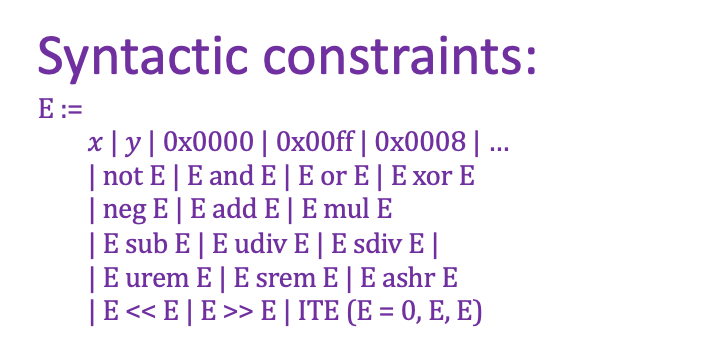 Syntactic constraints:
E :=
x | y | 0x0000 | 0x00ff | 0x0008 | ...
| not E | E and E | E or E | E xor E
| neg E | E add E | E mul E
| E sub E | E udiv E | E sdiv E |
| E urem E | E srem E | E ashr E
| E << E | E >> E | ITE (E = 0, E, E)